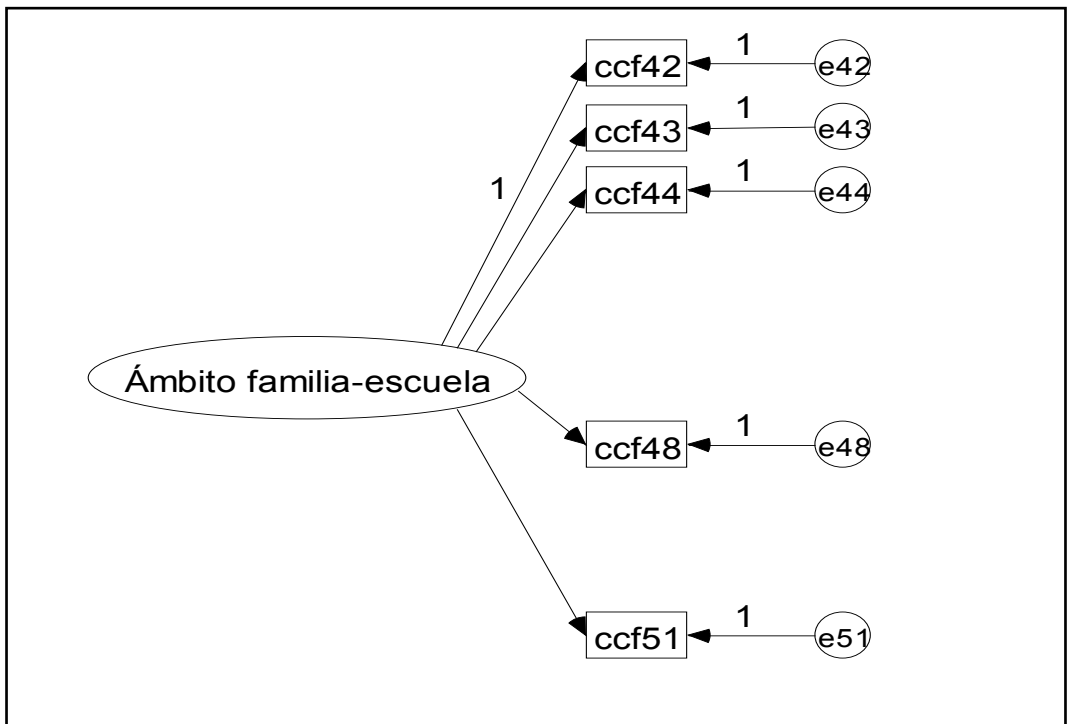 ccf42
1
e42
ccf43
1
e43
ccf44
1
e44
1
Ámbito familia-escuela
ccf48
1
e48
ccf51
1
e51